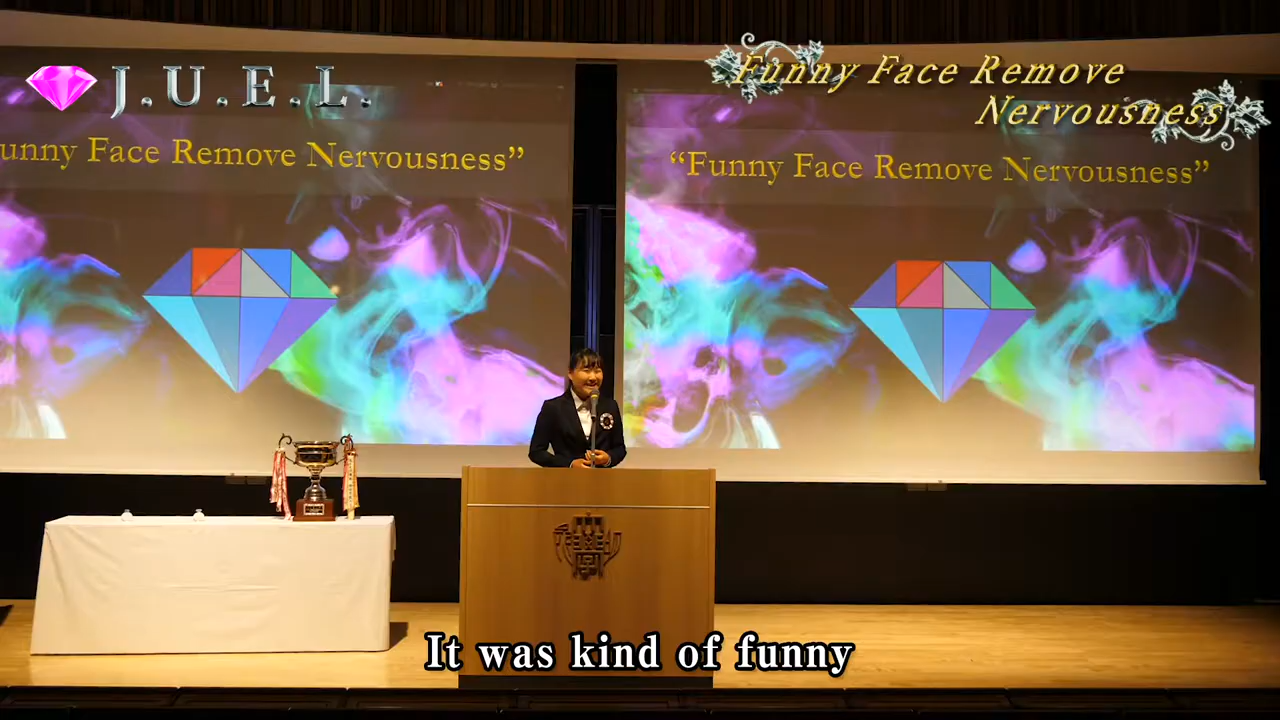 J.U.E.L.
Funny Face Remove
Nervousness
unny Face Remove Nervousness”
“Funny Face Remove Nervousness”
It was kind of funny